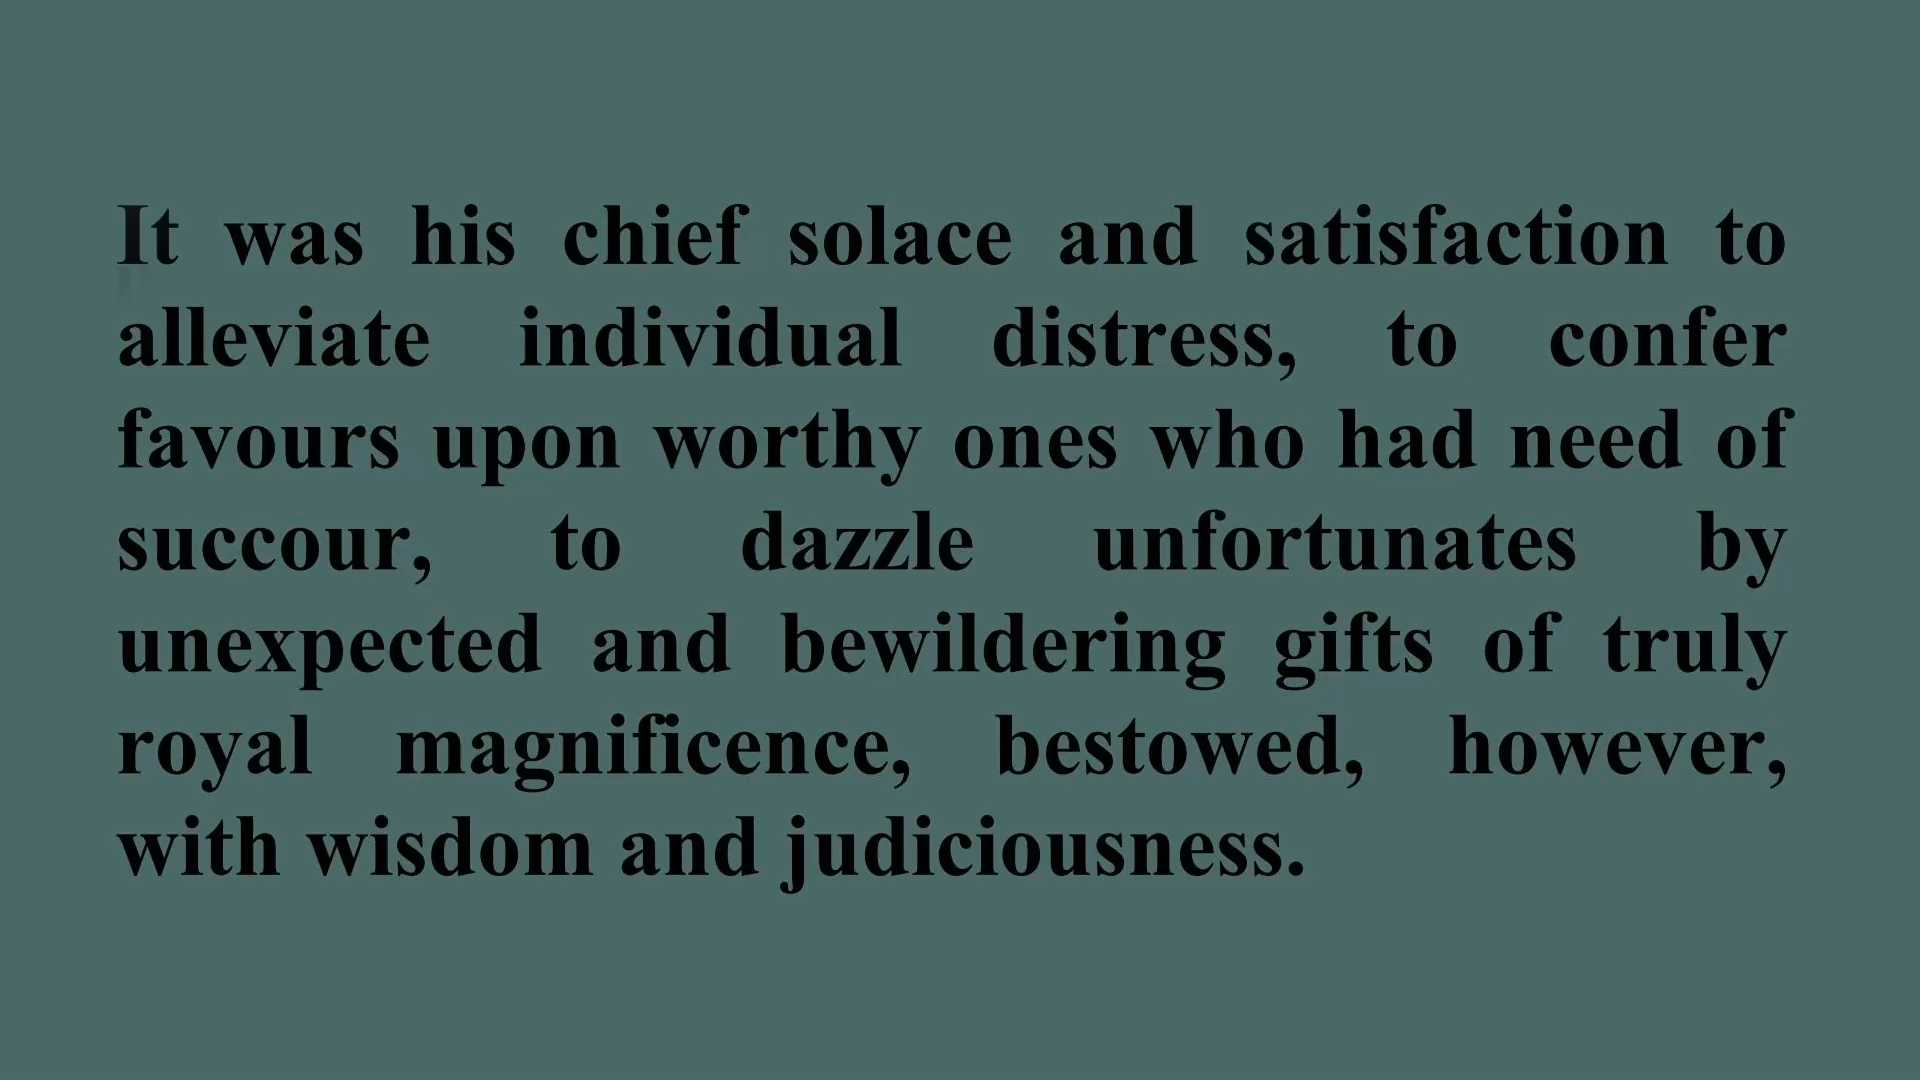 It was his chief solace and satisfaction to
alleviate individual distress, to confer
favours upon worthy ones who had need of
succour, to dazzle unfortunates by
unexpected and bewildering gifts of truly
royal magnificence, bestowed, however,
with wisdom and judiciousness.